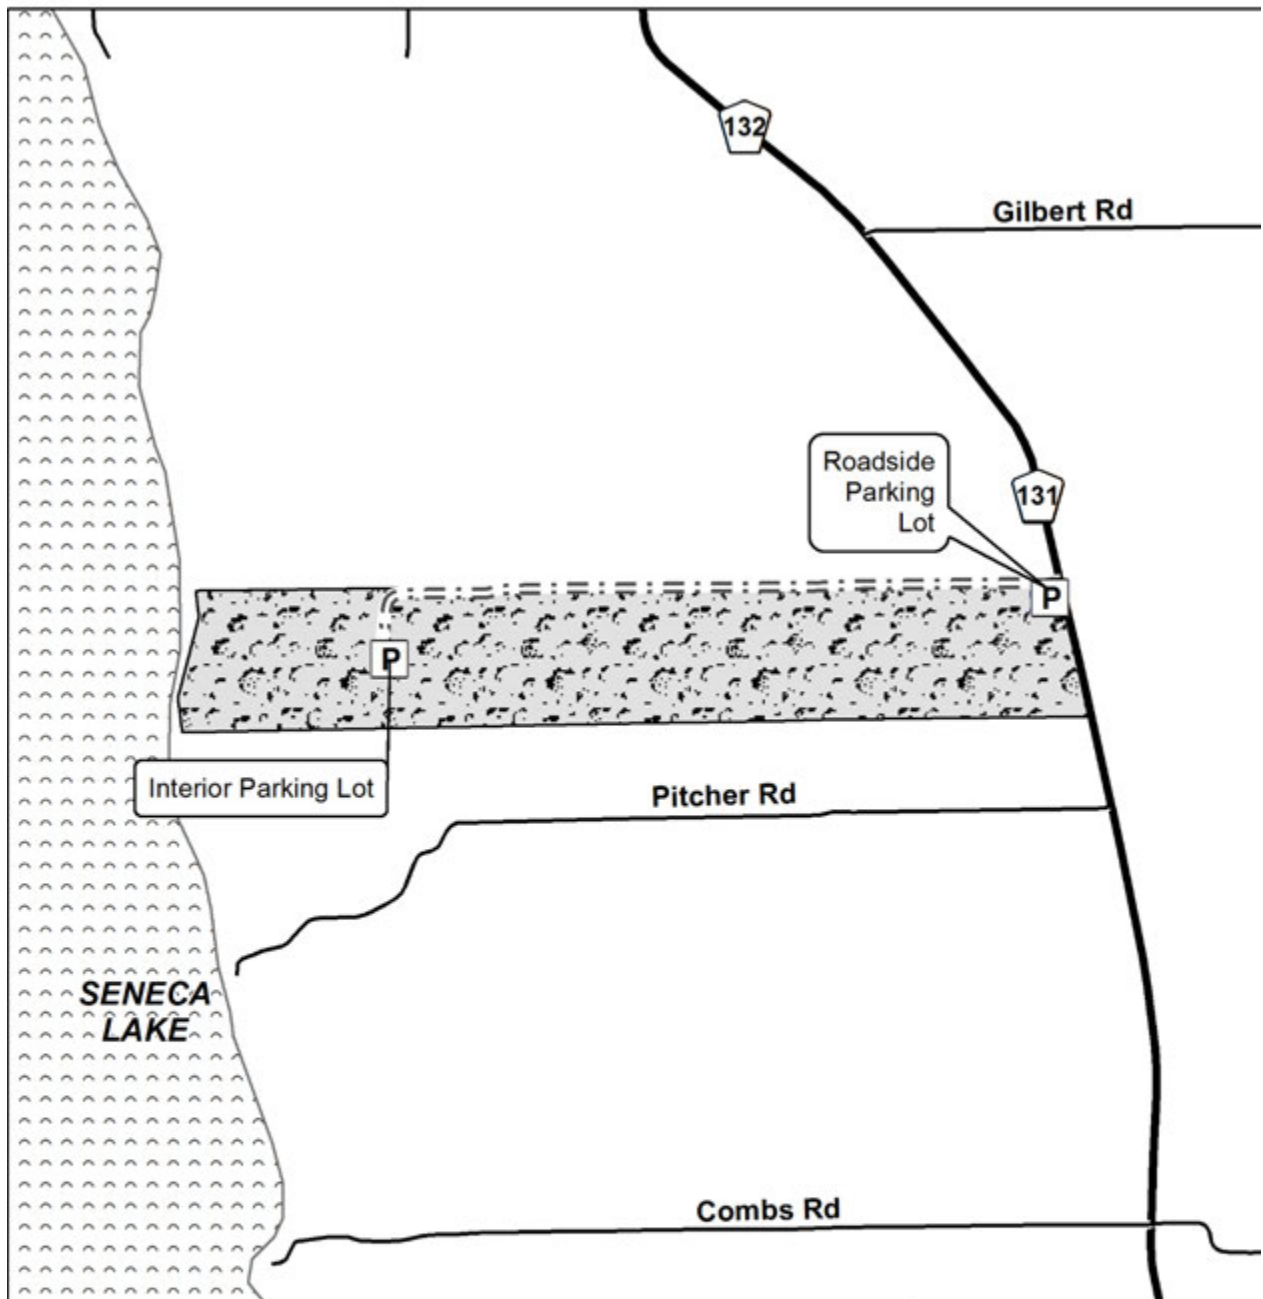 132
Gilbert Rd
Roadside
Parking
Lot
131
P
P
Interior Parking Lot
Pitcher Rd
SENECA
LAKE
Combs Rd